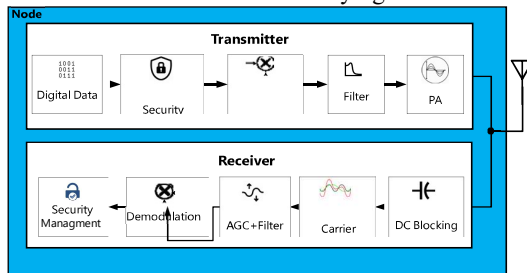 Node
Transmitter
1001
0011
0111
Digital Data
Security
Filter
PA
Receiver
Security
Managment
Demodulation
AGC+Filter
Carrier
DC Blocking